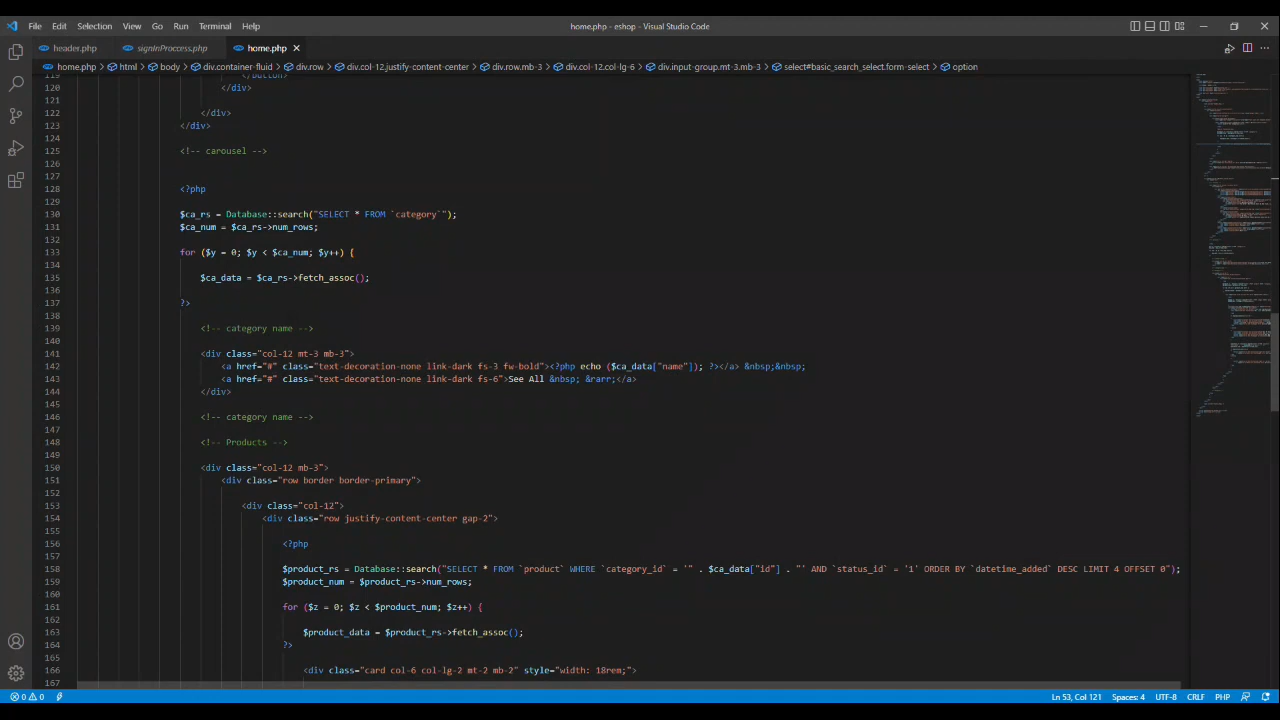 File Edit Selection View Go Run Terminal Help home.php - eshop - Visual Studio Code
header.php signInProccess.php home.php
home.php > html > body > div.container-fluid > div.row > div.col-12.justify-content-center > div.row.mb-3 > div.col-12.col-lg-6 > div.input-group.mt-3.mb-3 > select#basic_search_select.form-select > option
119 </button>
120 </div>
121
122 </div>
123 </div>
124
125 <!-- carousel -->
126
127
128 <?php
129
130 $ca_rs = Database::search("SELECT * FROM `category`");
131 $ca_num = $ca_rs->num_rows;
132
133 for ($y = 0; $y < $ca_num; $y++) {
134
135 $ca_data = $ca_rs->fetch_assoc();
136
137 ?>
138
139 <!-- category name -->
140
141 <div class="col-12 mt-3 mb-3">
142 <a href="#" class="text-decoration-none link-dark fs-3 fw-bold"><?php echo ($ca_data["name"]); ?></a> &nbsp;&nbsp;
143 <a href="#" class="text-decoration-none link-dark fs-6">See All &nbsp; &rarr;</a>
144 </div>
145
146 <!-- category name -->
147
148 <!-- Products -->
149
150 <div class="col-12 mb-3">
151 <div class="row border border-primary">
152
153 <div class="col-12">
154 <div class="row justify-content-center gap-2">
155
156 <?php
157
158 $product_rs = Database::search("SELECT * FROM `product` WHERE `category_id` = '" . $ca_data["id"] . "' AND `status_id` = '1' ORDER BY `datetime_added` DESC LIMIT 4 OFFSET 0");
159 $product_num = $product_rs->num_rows;
160
161 for ($z = 0; $z < $product_num; $z++) {
162
163 $product_data = $product_rs->fetch_assoc();
164 ?>
165
166 <div class="card col-6 col-lg-2 mt-2 mb-2" style="width: 18rem;">
167
0 0 Ln 53, Col 121 Spaces: 4 UTF-8 CRLF PHP